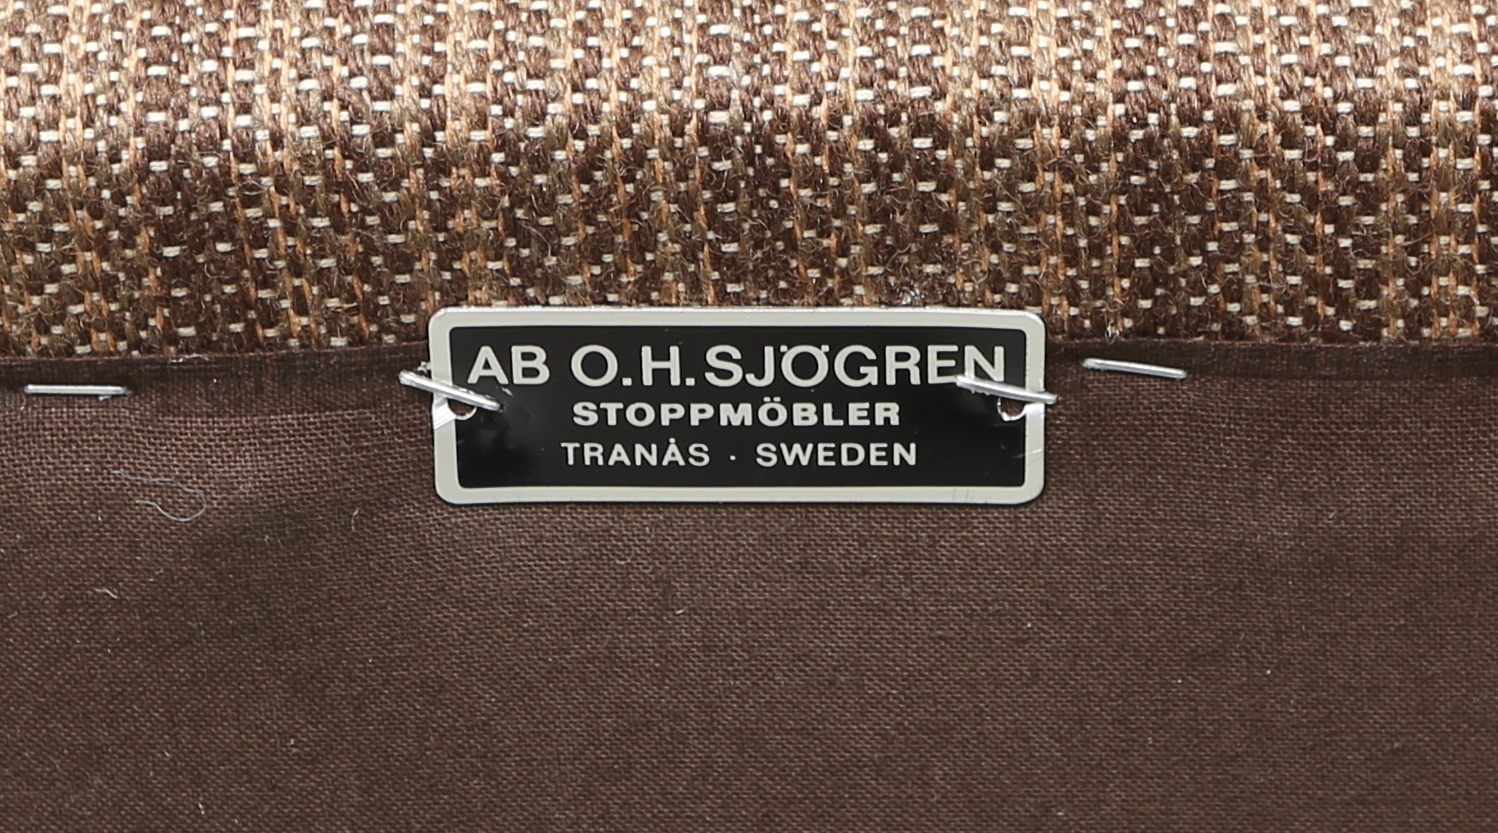 AB O.H. SJÖGREN
STOPPMÖBLER
TRANÅS · SWEDEN